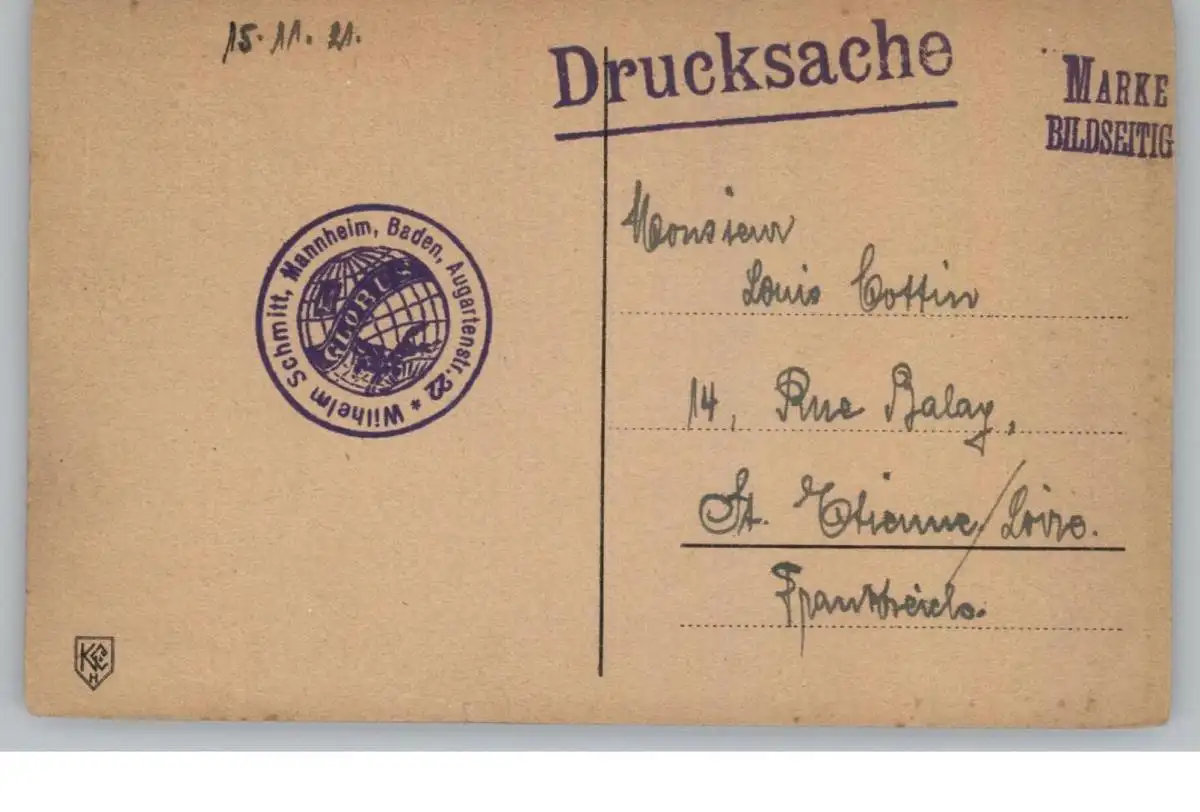 15.11.21.
Drucksache
MARKE
BILDSEITIG
Wilhelm Schmitt, Mannheim, Baden, Augartenstr. 22 *
GLOBUS
Monsieur
Louis Cottin
14, Rue Balay,
St. Etienne/Loire.
Frankreich.